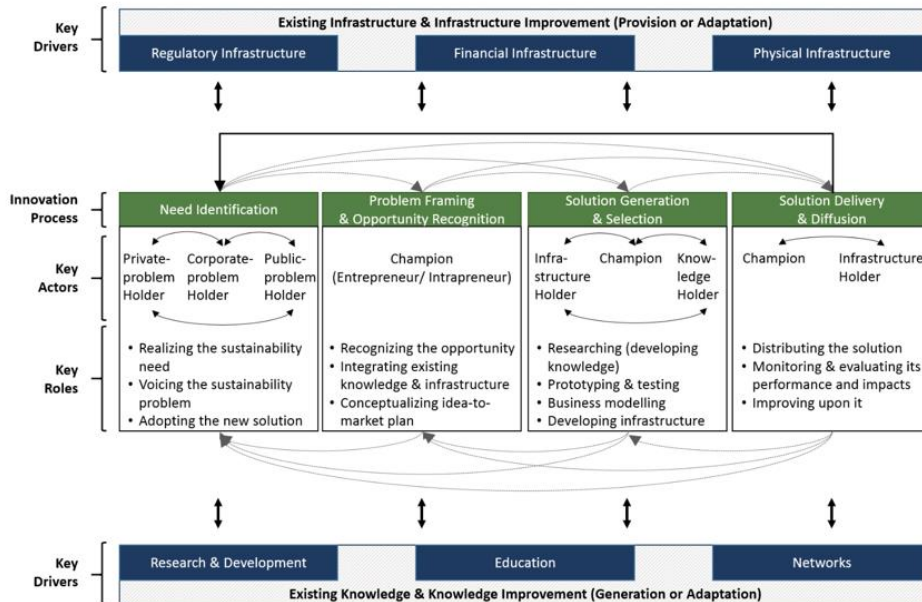 Key
Drivers
Existing Infrastructure & Infrastructure Improvement (Provision or Adaptation)
Regulatory Infrastructure
Financial Infrastructure
Physical Infrastructure
Innovation
Process
Need Identification
Problem Framing
& Opportunity Recognition
Solution Generation
& Selection
Solution Delivery
& Diffusion
Key
Actors
Private-
problem
Holder
Corporate-
problem
Holder
Public-
problem
Holder
Champion
(Entrepreneur/ Intrapreneur)
Infra-
structure
Holder
Champion
Know-
ledge
Holder
Champion
Infrastructure
Holder
Key
Roles
• Realizing the sustainability
need
• Voicing the sustainability
problem
• Adopting the new solution
• Recognizing the opportunity
• Integrating existing
knowledge & infrastructure
• Conceptualizing idea-to-
market plan
• Researching (developing
knowledge)
• Prototyping & testing
• Business modelling
• Developing infrastructure
• Distributing the solution
• Monitoring & evaluating its
performance and impacts
• Improving upon it
Key
Drivers
Research & Development
Education
Networks
Existing Knowledge & Knowledge Improvement (Generation or Adaptation)